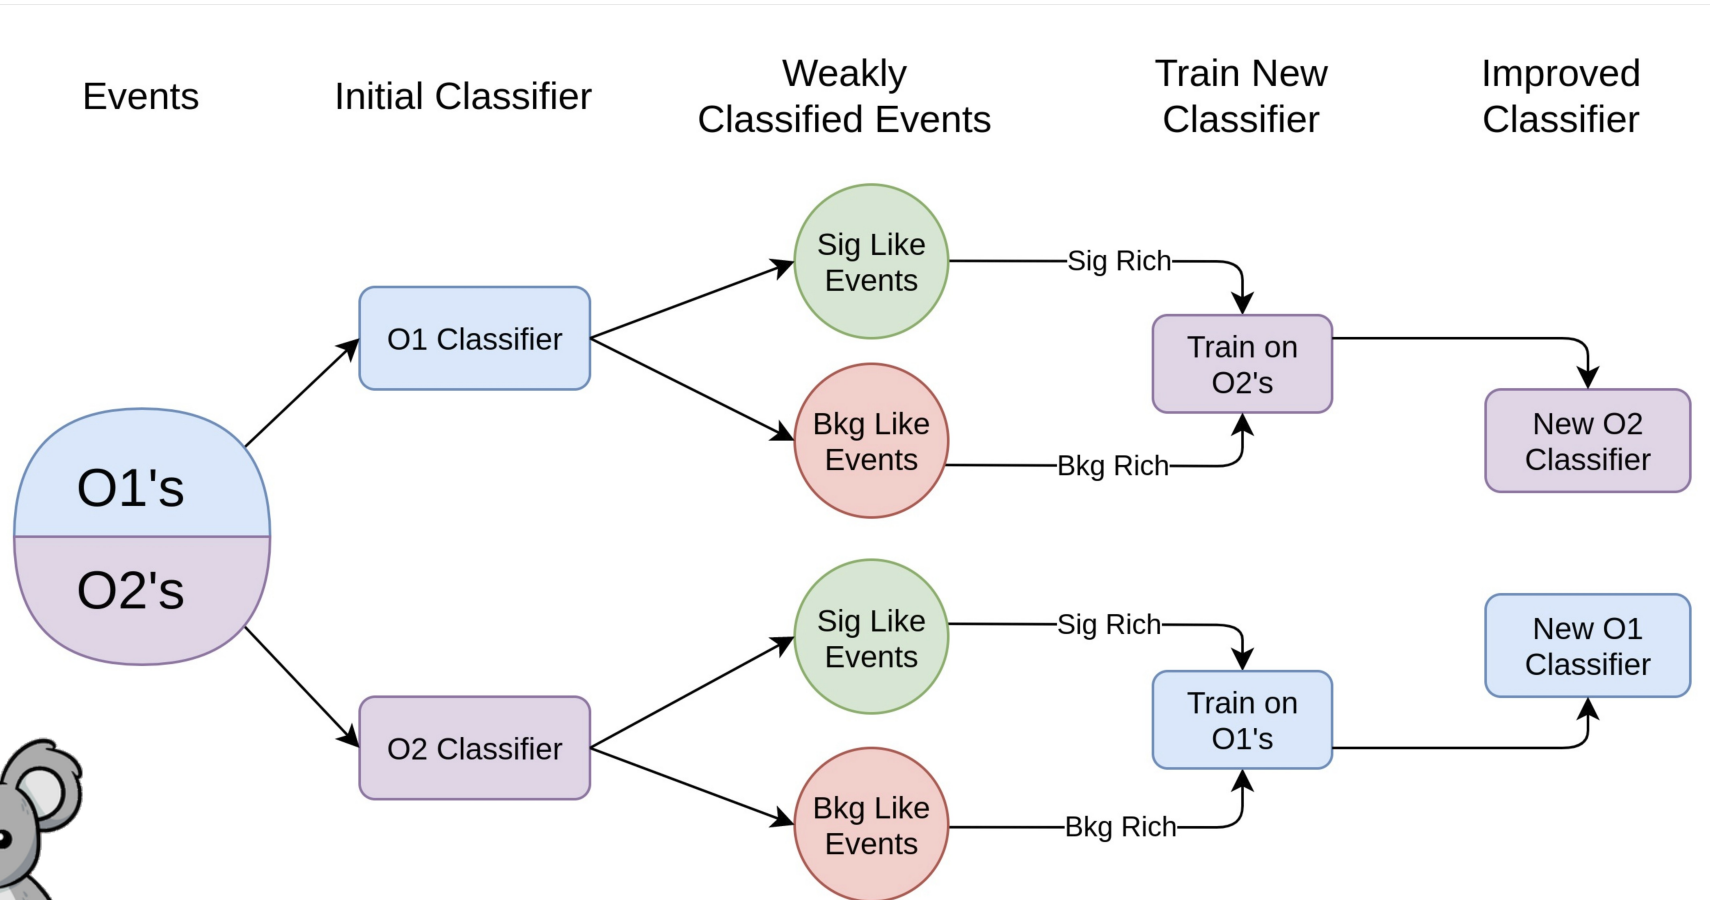 Events
Initial Classifier
Weakly
Classified Events
Train New
Classifier
Improved
Classifier
O1's
O2's
O1 Classifier
O2 Classifier
Sig Like
Events
Bkg Like
Events
Sig Like
Events
Bkg Like
Events
Sig Rich
Bkg Rich
Sig Rich
Bkg Rich
Train on
O2's
Train on
O1's
New O2
Classifier
New O1
Classifier